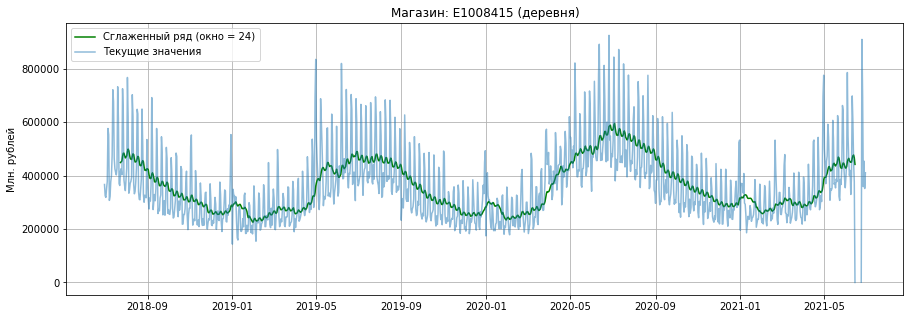 Магазин: E1008415 (деревня)
Сглаженный ряд (окно = 24)
Текущие значения
Млн. рублей
800000
600000
400000
200000
0
2018-09 2019-01 2019-05 2019-09 2020-01 2020-05 2020-09 2021-01 2021-05